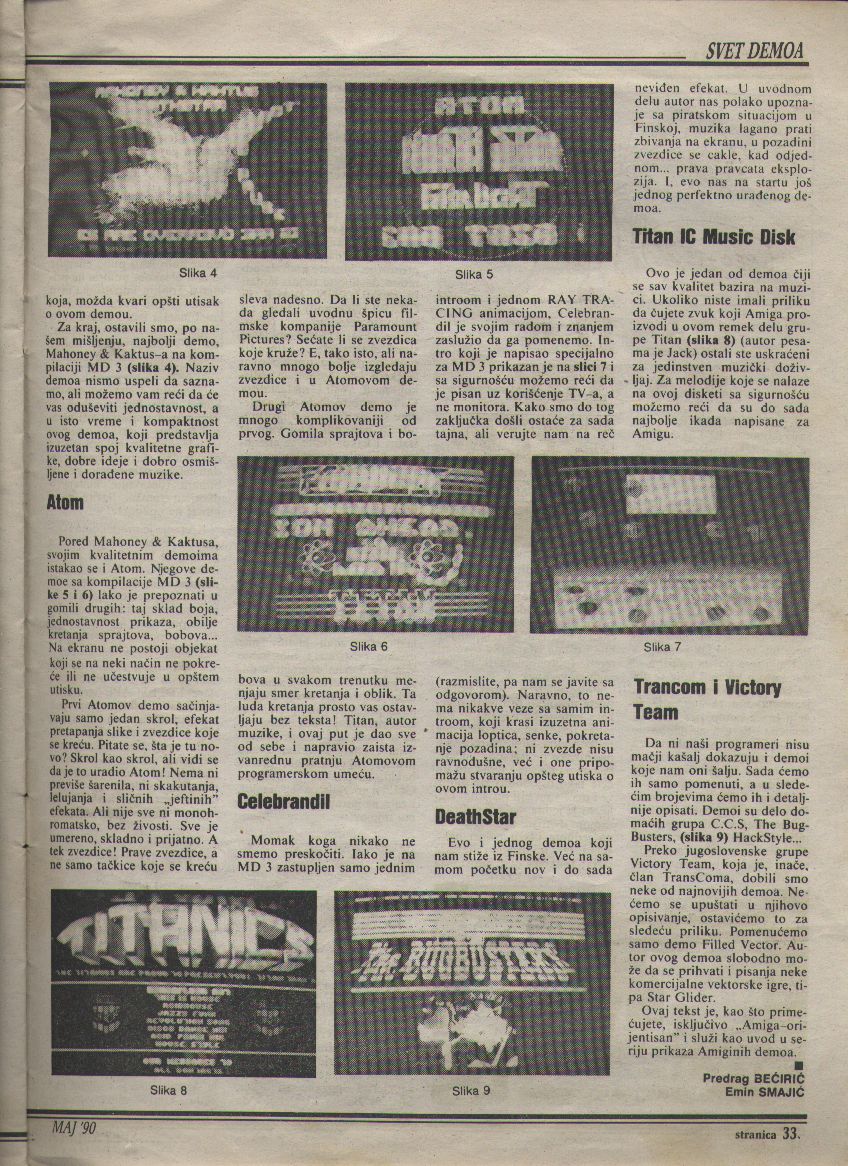 SVET DEMOA
MAHONEY & KAKTUS
ATOM
Slika 4
Slika 5
koja, možda kvari opšti utisak
o ovom demou.
Za kraj, ostavili smo, po na-
šem mišljenju, najbolji demo,
Mahoney & Kaktus-a na kom-
pilaciji MD 3 (slika 4). Naziv
demoa nismo uspeli da sazna-
mo, ali možemo vam reći da će
vas oduševiti jednostavnost, a
u isto vreme i kompaktnost
ovog demoa, koji predstavlja
izuzetan spoj kvalitetne grafi-
ke, dobre ideje i dobro osmiš-
ljene i dorađene muzike.
Atom
Pored Mahoney & Kaktusa,
svojim kvalitetnim demoima
istakao se i Atom. Njegove de-
moe sa kompilacije MD 3 (sli-
ke 5 i 6) lako je prepoznati u
gomili drugih: taj sklad boja,
jednostavnost prikaza, obilje
kretanja sprajtova, bobova...
Na ekranu ne postoji objekat
koji se na neki način ne pokre-
će ili ne učestvuje u opštem
utisku.
Prvi Atomov demo sačinja-
vaju samo jedan skrol, efekat
pretapanja slike i zvezdice koje
se kreću. Pitate se, šta je tu no-
vo? Skrol kao skrol, ali vidi se
da je to uradio Atom! Nema ni
previše šarenila, ni skakutanja,
lelujanja i sličnih „jeftinih"
efekata. Ali nije sve ni monoh-
romatsko, bez živosti. Sve je
umereno, skladno i prijatno. A
tek zvezdice! Prave zvezdice, a
ne samo tačkice koje se kreću
sleva nadesno. Da li ste neka-
da gledali uvodnu špicu fil-
mske kompanije Paramount
Pictures? Sećate li se zvezdica
koje kruže? E, tako isto, ali na-
ravno mnogo bolje izgledaju
zvezdice i u Atomovom de-
mou.
Drugi Atomov demo je
mnogo komplikovaniji od
prvog. Gomila sprajtova i bo-
Slika 6
bova u svakom trenutku me-
njaju smer kretanja i oblik. Ta
luda kretanja prosto vas ostav-
ljaju bez teksta! Titan, autor
muzike, i ovaj put je dao sve
od sebe i napravio zaista iz-
vanrednu pratnju Atomovom
programerskom umeću.
Celebrandil
Momak koga nikako ne
smemo preskočiti. Iako je na
MD 3 zastupljen samo jednim
introom i jednom RAY TRA-
CING animacijom, Celebran-
dil je svojim radom i znanjem
zaslužio da ga pomenemo. In-
tro koji je napisao specijalno
za MD 3 prikazan je na slici 7 i
sa sigurnošću možemo reći da
je pisan uz korišćenje TV-a, a
ne monitora. Kako smo do tog
zaključka došli ostaće za sada
tajna, ali verujte nam na reč
Slika 7
(razmislite, pa nam se javite sa
odgovorom). Naravno, to ne-
ma nikakve veze sa samim in-
troom, koji krasi izuzetna ani-
macija loptica, senke, pokreta-
nje pozadina; ni zvezde nisu
ravnodušne, već i one pripo-
mažu stvaranju opšteg utiska o
ovom introu.
DeathStar
Evo i jednog demoa koji
nam stiže iz Finske. Već na sa-
mom početku nov i do sada
neviđen efekat. U uvodnom
delu autor nas polako upozna-
je sa piratskom situacijom u
Finskoj, muzika lagano prati
zbivanja na ekranu, u pozadini
zvezdice se cakle, kad odjed-
nom... prava pravcata eksplo-
zija. I, evo nas na startu još
jednog perfektno urađenog de-
moa.
Titan IC Music Disk
Ovo je jedan od demoa čiji
se sav kvalitet bazira na muzi-
ci. Ukoliko niste imali priliku
da čujete zvuk koji Amiga pro-
izvodi u ovom remek delu gru-
pe Titan (slika 8) (autor pesa-
ma je Jack) ostali ste uskraćeni
za jedinstven muzički doživ-
ljaj. Za melodije koje se nalaze
na ovoj disketi sa sigurnošću
možemo reći da su do sada
najbolje ikada napisane za
Amigu.
Trancom i Victory
Team
Da ni naši programeri nisu
mačji kašalj dokazuju i demoi
koje nam oni šalju. Sada ćemo
ih samo pomenuti, a u slede-
ćim brojevima ćemo ih i detalj-
nije opisati. Demoi su delo do-
maćih grupa C.C.S, The Bug-
Busters, (slika 9) HackStyle...
Preko jugoslovenske grupe
Victory Team, koja je, inače,
član TransComa, dobili smo
neke od najnovijih demoa. Ne-
ćemo se upuštati u njihovo
opisivanje, ostavićemo to za
sledeću priliku. Pomenućemo
samo demo Filled Vector. Au-
tor ovog demoa slobodno mo-
že da se prihvati i pisanja neke
komercijalne vektorske igre, ti-
pa Star Glider.
Ovaj tekst je, kao što prime-
ćujete, isključivo „Amiga-ori-
jentisan" i služi kao uvod u se-
riju prikaza Amiginih demoa.
Predrag BEĆIRIĆ
Emin SMAJIĆ
TITANICS
The BUGBUSTERS
Slika 8
Slika 9
MAJ '90
stranica 33.